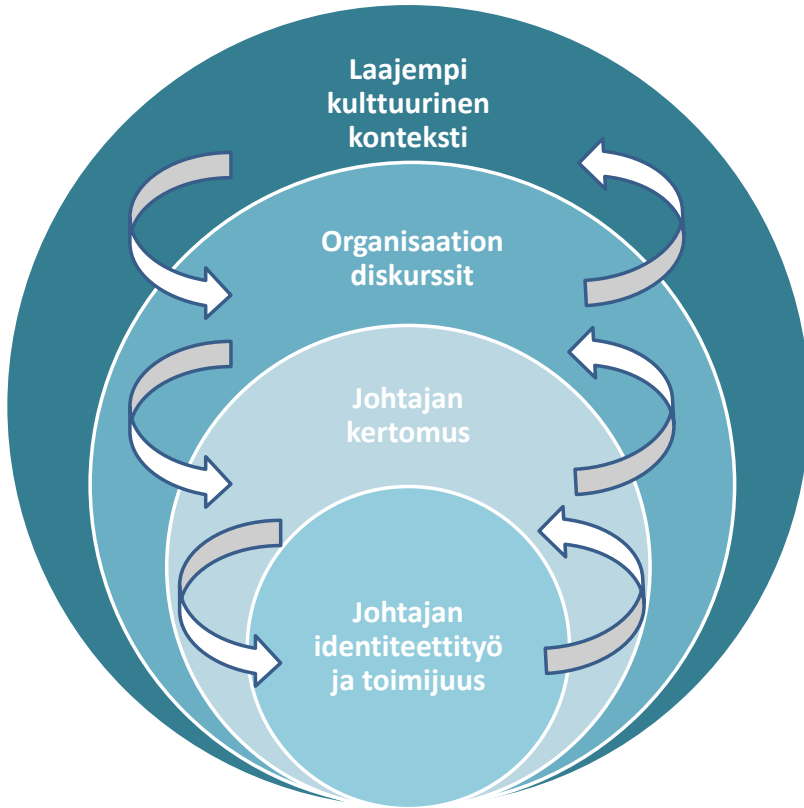 Laajempi
kulttuurinen
konteksti
Organisaation
diskurssit
Johtajan
kertomus
Johtajan
identiteettityö
ja toimijuus